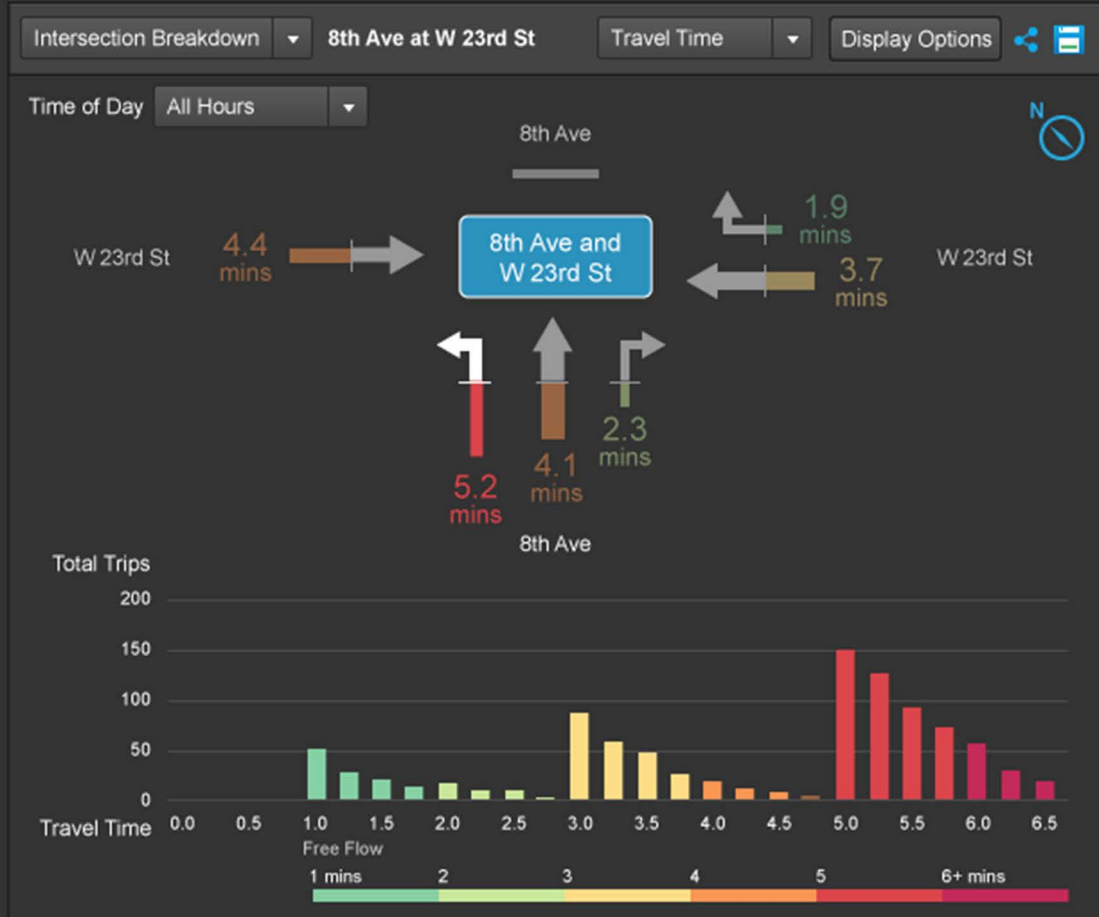 Intersection Breakdown 8th Ave at W 23rd St Travel Time Display Options
Time of Day All Hours
N
8th Ave
W 23rd St
4.4
mins
8th Ave and
W 23rd St
1.9
mins
3.7
mins
W 23rd St
5.2
mins
4.1
mins
2.3
mins
8th Ave
Total Trips
200
150
100
50
0
Travel Time 0.0 0.5 1.0 1.5 2.0 2.5 3.0 3.5 4.0 4.5 5.0 5.5 6.0 6.5
Free Flow
1 mins 2 3 4 5 6+ mins